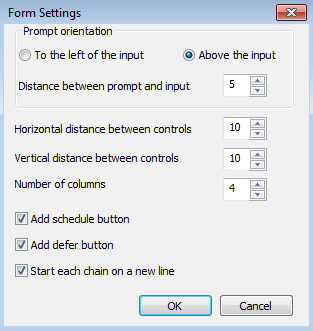 Form Settings
Prompt orientation
To the left of the input
Above the input
Distance between prompt and input 5
Horizontal distance between controls 10
Vertical distance between controls 10
Number of columns 4
Add schedule button
Add defer button
Start each chain on a new line
OK Cancel